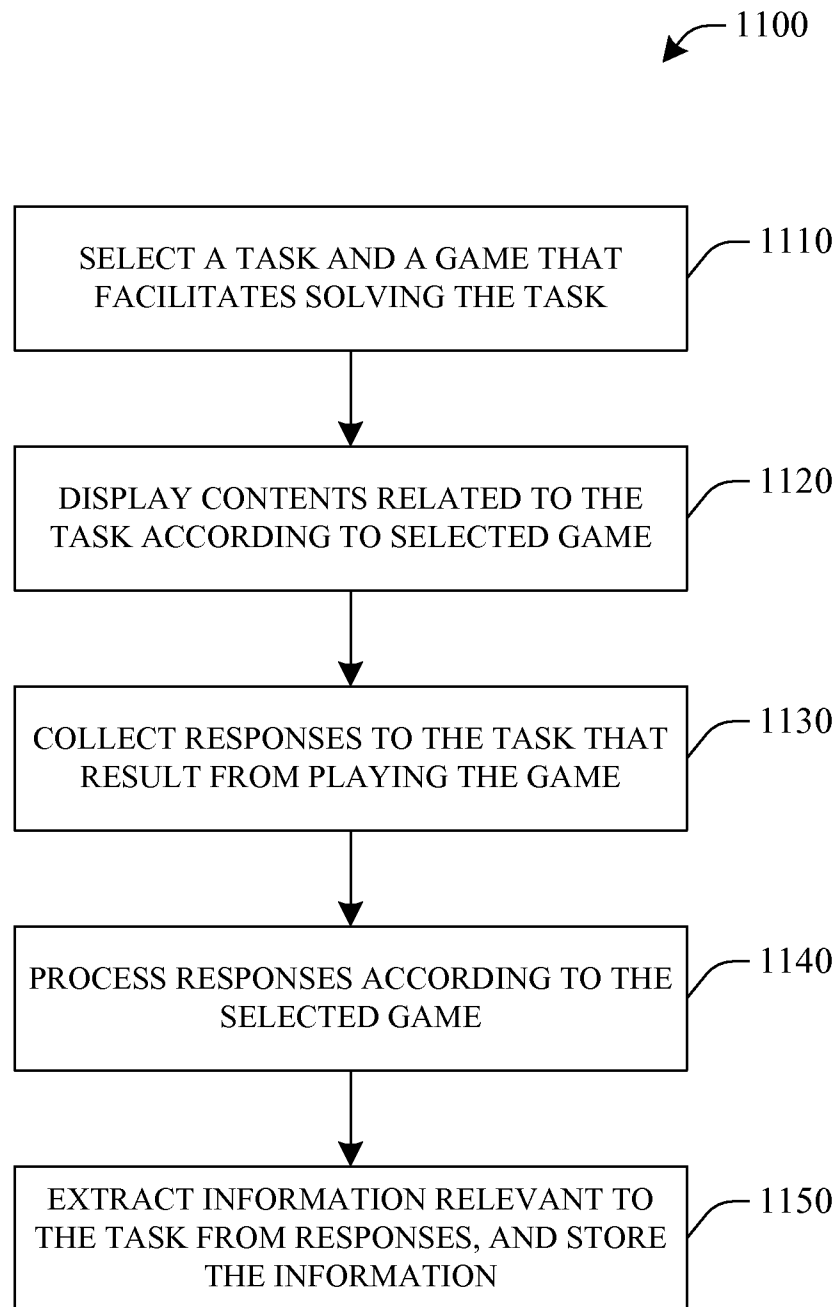 1100
SELECT A TASK AND A GAME THAT
FACILITATES SOLVING THE TASK
1110
DISPLAY CONTENTS RELATED TO THE
TASK ACCORDING TO SELECTED GAME
1120
COLLECT RESPONSES TO THE TASK THAT
RESULT FROM PLAYING THE GAME
1130
PROCESS RESPONSES ACCORDING TO THE
SELECTED GAME
1140
EXTRACT INFORMATION RELEVANT TO
THE TASK FROM RESPONSES, AND STORE
THE INFORMATION
1150